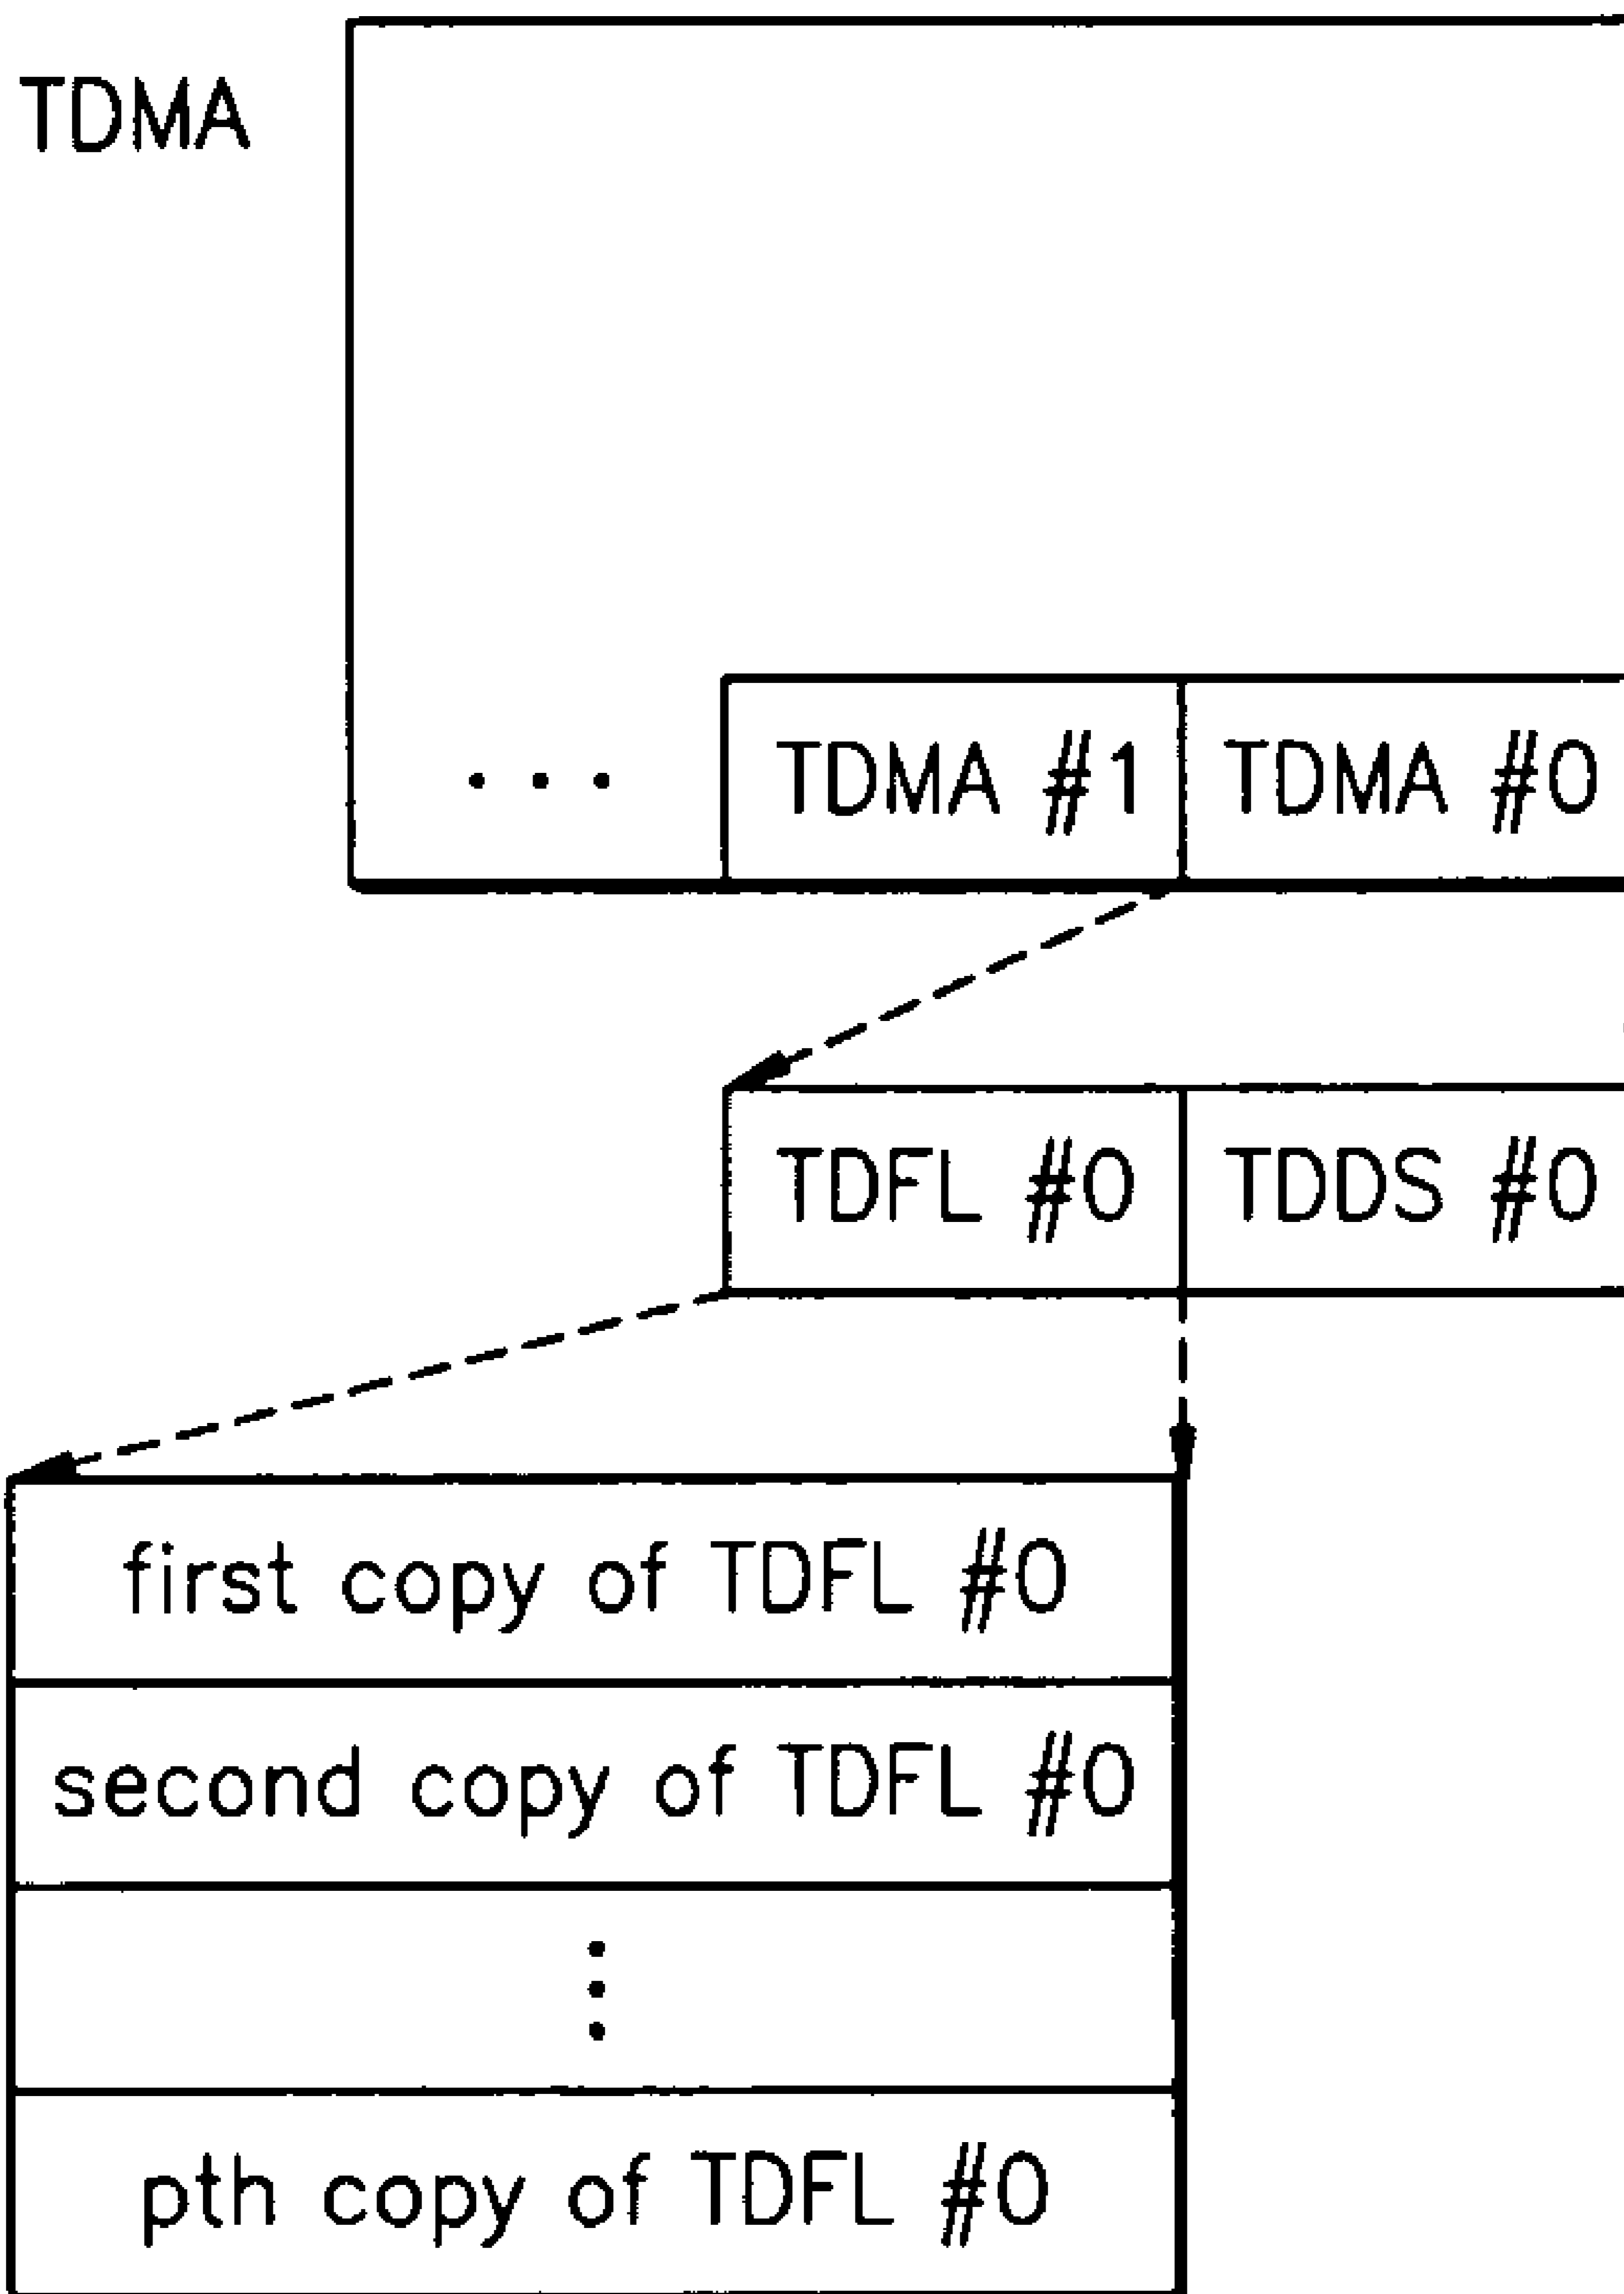 TDMA
... TDMA #1 TDMA #0
TDFL #0 TDDS #0
first copy of TDFL #0
second copy of TDFL #0
⋮
pth copy of TDFL #0